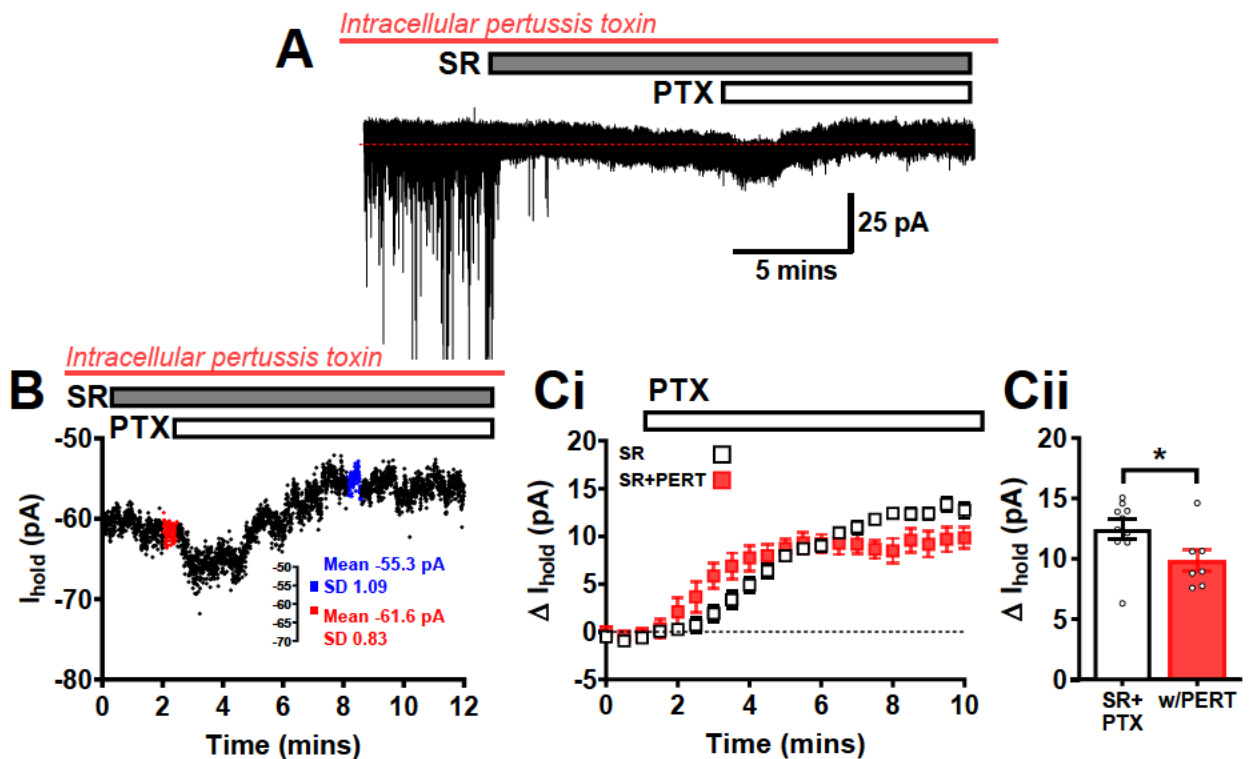 Intracellular pertussis toxin
A
SR
PTX
25 pA
5 mins
Intracellular pertussis toxin
B
SR
PTX
-50
-60
-70
-80
I hold (pA)
0 2 4 6 8 10 12
Time (mins)
-50
-55
-60
-65
-70
Mean -55.3 pA
SD 1.09
Mean -61.6 pA
SD 0.83
Ci
PTX
SR
SR+PERT
20
15
10
5
0
-5
Δ I hold (pA)
0 2 4 6 8 10
Time (mins)
Cii
*
20
15
10
5
0
Δ I hold (pA)
SR+
PTX
w/PERT